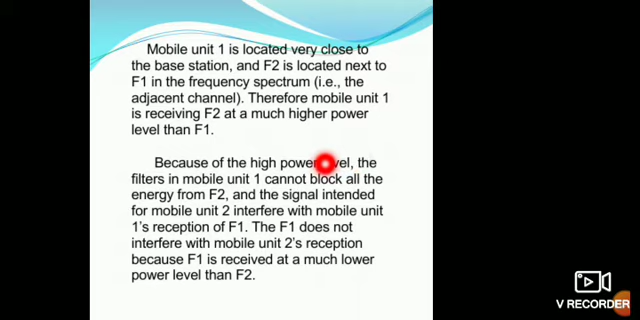 Mobile unit 1 is located very close to
the base station, and F2 is located next to
F1 in the frequency spectrum (i.e., the
adjacent channel). Therefore mobile unit 1
is receiving F2 at a much higher power
level than F1.
Because of the high power level, the
filters in mobile unit 1 cannot block all the
energy from F2, and the signal intended
for mobile unit 2 interfere with mobile unit
1's reception of F1. The F1 does not
interfere with mobile unit 2's reception
because F1 is received at a much lower
power level than F2.
V RECORDER